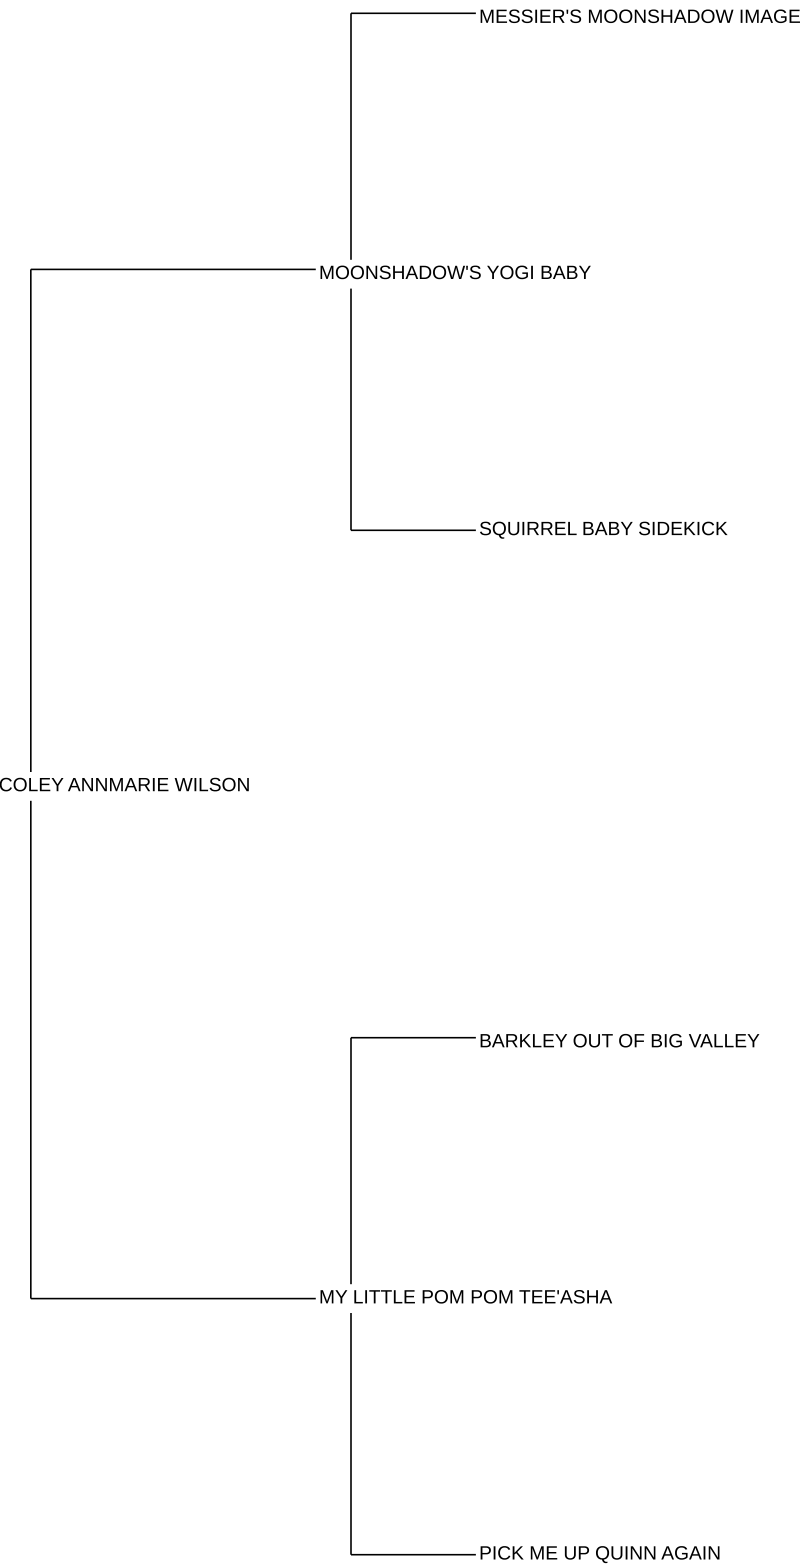 MESSIER'S MOONSHADOW IMAGE
MOONSHADOW'S YOGI BABY
SQUIRREL BABY SIDEKICK
COLEY ANNMARIE WILSON
BARKLEY OUT OF BIG VALLEY
MY LITTLE POM POM TEE'ASHA
PICK ME UP QUINN AGAIN